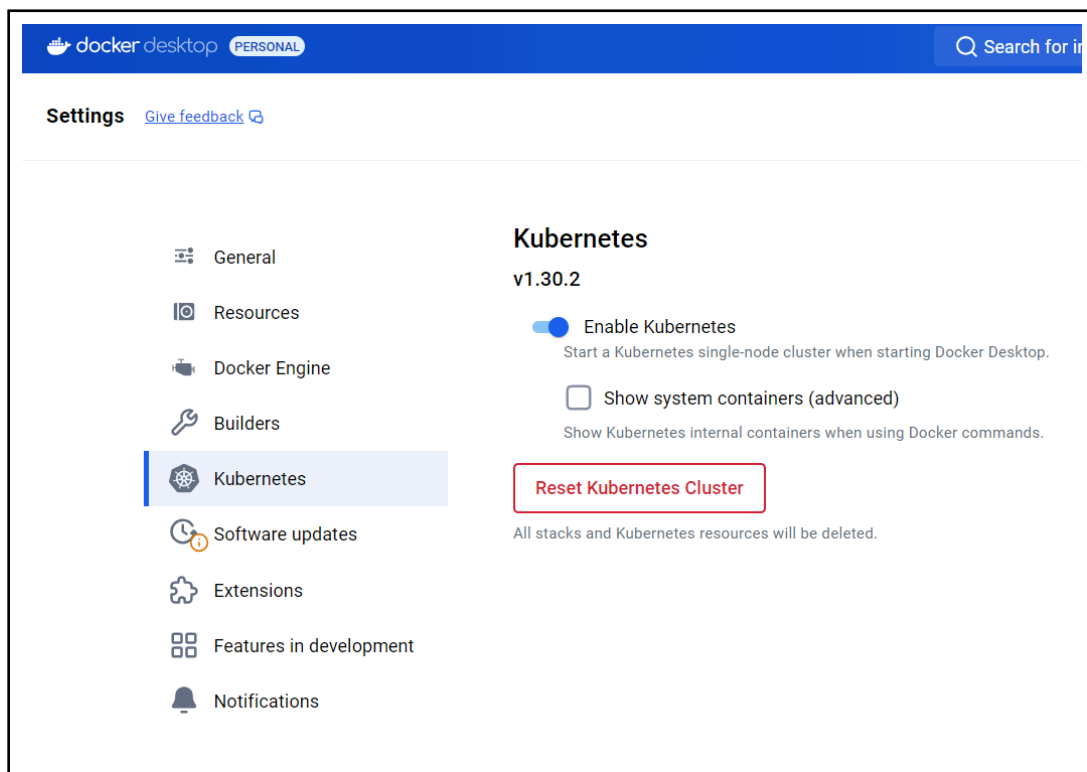 docker desktop PERSONAL
Search for in
Settings Give feedback
General
Resources
Docker Engine
Builders
Kubernetes
Software updates
Extensions
Features in development
Notifications
Kubernetes
v1.30.2
Enable Kubernetes
Start a Kubernetes single-node cluster when starting Docker Desktop.
Show system containers (advanced)
Show Kubernetes internal containers when using Docker commands.
Reset Kubernetes Cluster
All stacks and Kubernetes resources will be deleted.